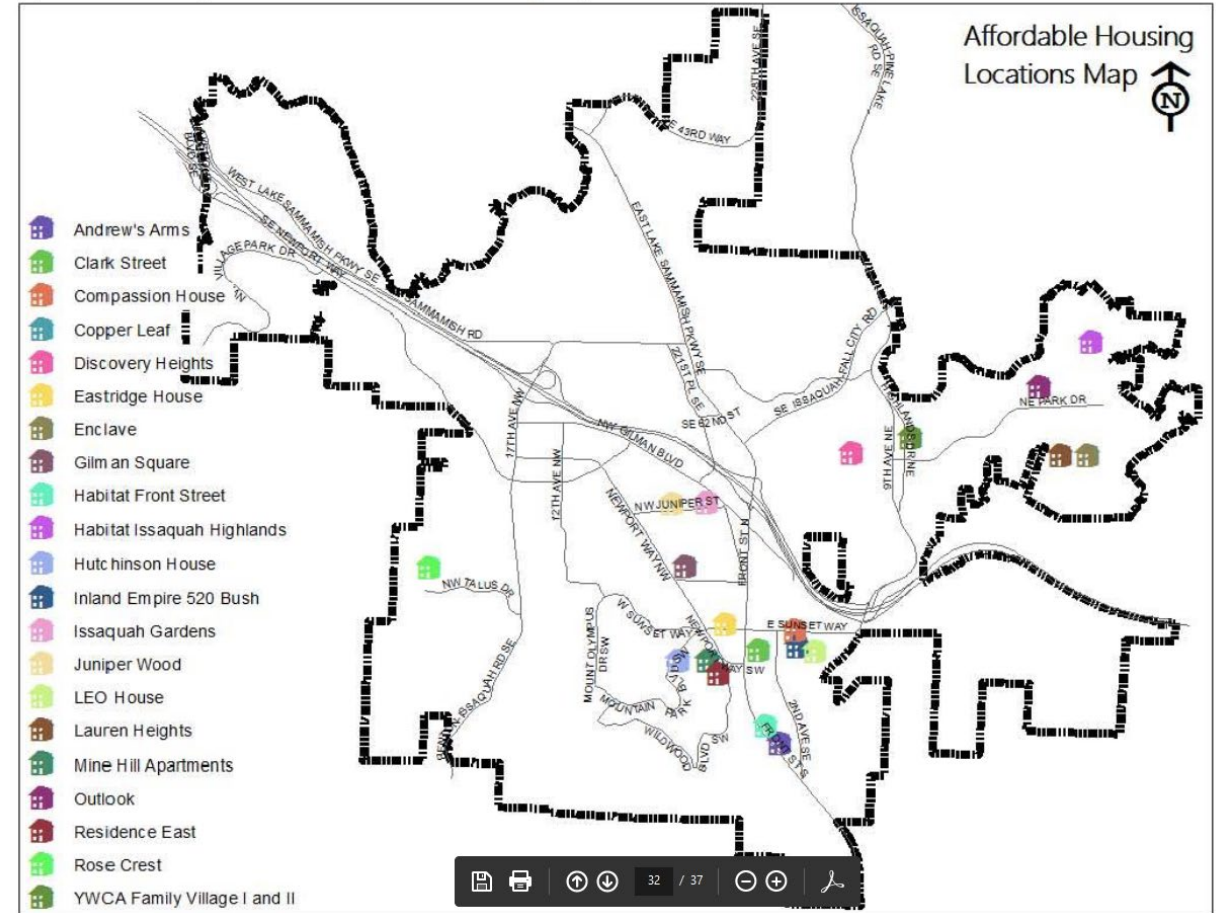 Affordable Housing
Locations Map
N
Andrew's Arms
Clark Street
Compassion House
Copper Leaf
Discovery Heights
Eastridge House
Enclave
Gilman Square
Habitat Front Street
Habitat Issaquah Highlands
Hutchinson House
Inland Empire 520 Bush
Issaquah Gardens
Juniper Wood
LEO House
Lauren Heights
Mine Hill Apartments
Outlook
Residence East
Rose Crest
YWCA Family Village I and II
228TH AVE SE
ISSAQUAH-PINE LAKE
RD SE
43RD WAY
WEST LAKE SAMMAMISH PKWY SE
SE NEWPORT WAY
VILLAGE PARK DR
SAMMAMISH RD
EAST LAKE SAMMAMISH PKWY SE
221ST PL SE
SE 62ND ST
SE ISSAQUAH-FALL CITY RD
9TH AVE NE
NE PARK DR
17TH AVE NW
12TH AVE NW
NW GILMAN BLVD
NEWPORT WAY NW
NW JUNIPER ST
FRONT ST N
NW TALUS DR
W SUNSET WAY
E SUNSET WAY
MOUNT OLYMPUS
DR SW
MOUNTAIN PARK BLVD SW
WILDWOOD BLVD SW
2ND AVE SE
FRONT ST S
32 / 37